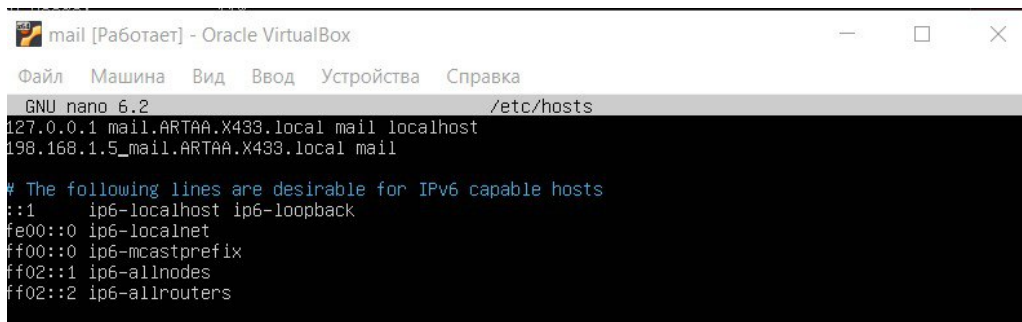 mail [Работает] - Oracle VirtualBox
Файл Машина Вид Ввод Устройства Справка
GNU nano 6.2 /etc/hosts
127.0.0.1 mail.ARTAA.X433.local mail localhost
198.168.1.5_mail.ARTAA.X433.local mail
# The following lines are desirable for IPv6 capable hosts
::1 ip6-localhost ip6-loopback
fe00::0 ip6-localnet
ff00::0 ip6-mcastprefix
ff02::1 ip6-allnodes
ff02::2 ip6-allrouters